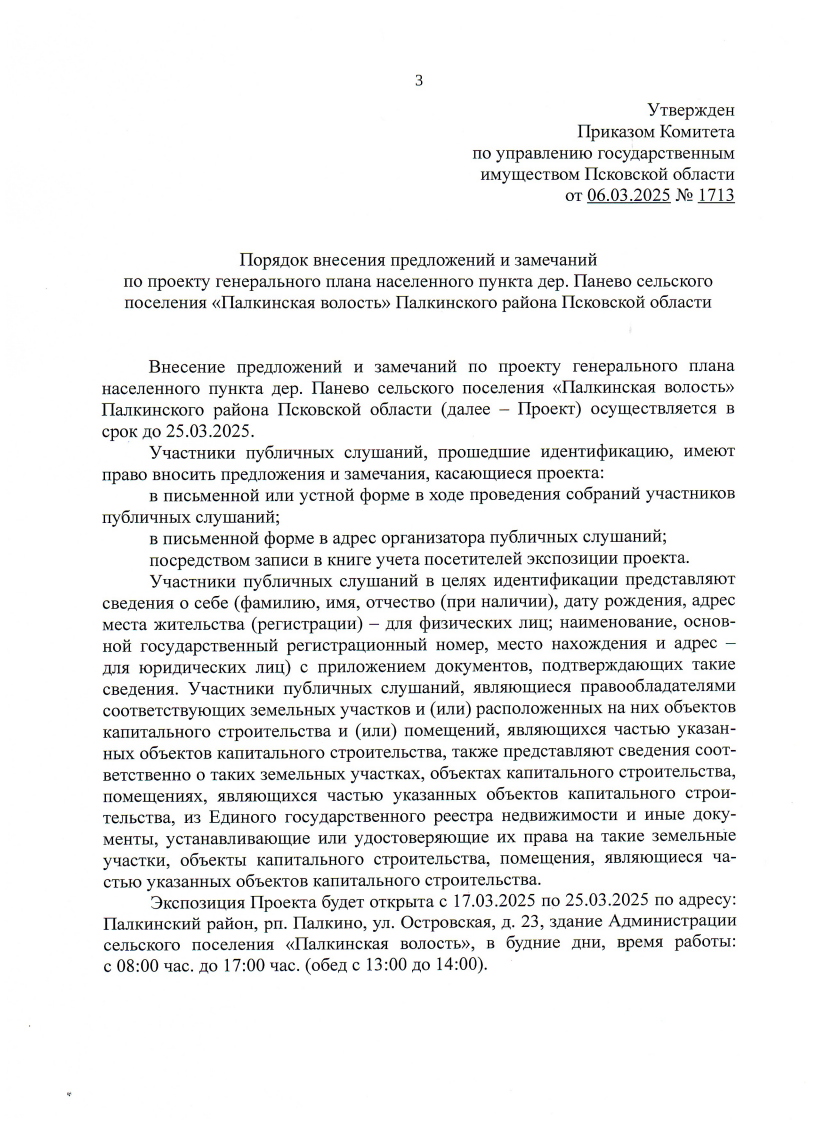 3
Утвержден
Приказом Комитета
по управлению государственным
имуществом Псковской области
от 06.03.2025 № 1713
Порядок внесения предложений и замечаний
по проекту генерального плана населенного пункта дер. Панево сельского
поселения «Палкинская волость» Палкинского района Псковской области
Внесение предложений и замечаний по проекту генерального плана
населенного пункта дер. Панево сельского поселения «Палкинская волость»
Палкинского района Псковской области (далее – Проект) осуществляется в
срок до 25.03.2025.
Участники публичных слушаний, прошедшие идентификацию, имеют
право вносить предложения и замечания, касающиеся проекта:
в письменной или устной форме в ходе проведения собраний участников
публичных слушаний;
в письменной форме в адрес организатора публичных слушаний;
посредством записи в книге учета посетителей экспозиции проекта.
Участники публичных слушаний в целях идентификации представляют
сведения о себе (фамилию, имя, отчество (при наличии), дату рождения, адрес
места жительства (регистрации) – для физических лиц; наименование, основ-
ной государственный регистрационный номер, место нахождения и адрес –
для юридических лиц) с приложением документов, подтверждающих такие
сведения. Участники публичных слушаний, являющиеся правообладателями
соответствующих земельных участков и (или) расположенных на них объектов
капитального строительства и (или) помещений, являющихся частью указан-
ных объектов капитального строительства, также представляют сведения соот-
ветственно о таких земельных участках, объектах капитального строительства,
помещениях, являющихся частью указанных объектов капитального строи-
тельства, из Единого государственного реестра недвижимости и иные доку-
менты, устанавливающие или удостоверяющие их права на такие земельные
участки, объекты капитального строительства, помещения, являющиеся ча-
стью указанных объектов капитального строительства.
Экспозиция Проекта будет открыта с 17.03.2025 по 25.03.2025 по адресу:
Палкинский район, рп. Палкино, ул. Островская, д. 23, здание Администрации
сельского поселения «Палкинская волость», в будние дни, время работы:
с 08:00 час. до 17:00 час. (обед с 13:00 до 14:00).